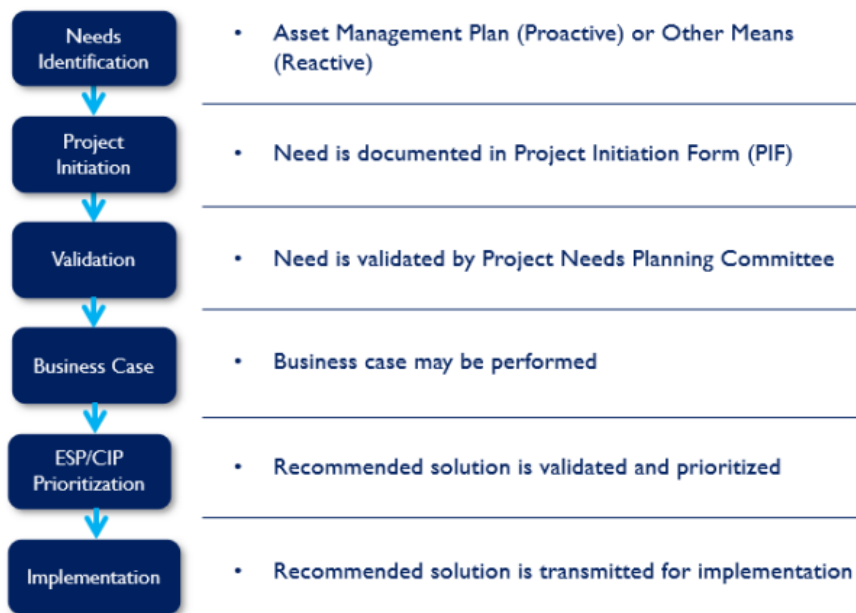 Needs
Identification
• Asset Management Plan (Proactive) or Other Means
(Reactive)
Project
Initiation
• Need is documented in Project Initiation Form (PIF)
Validation
• Need is validated by Project Needs Planning Committee
Business Case
• Business case may be performed
ESP/CIP
Prioritization
• Recommended solution is validated and prioritized
Implementation
• Recommended solution is transmitted for implementation